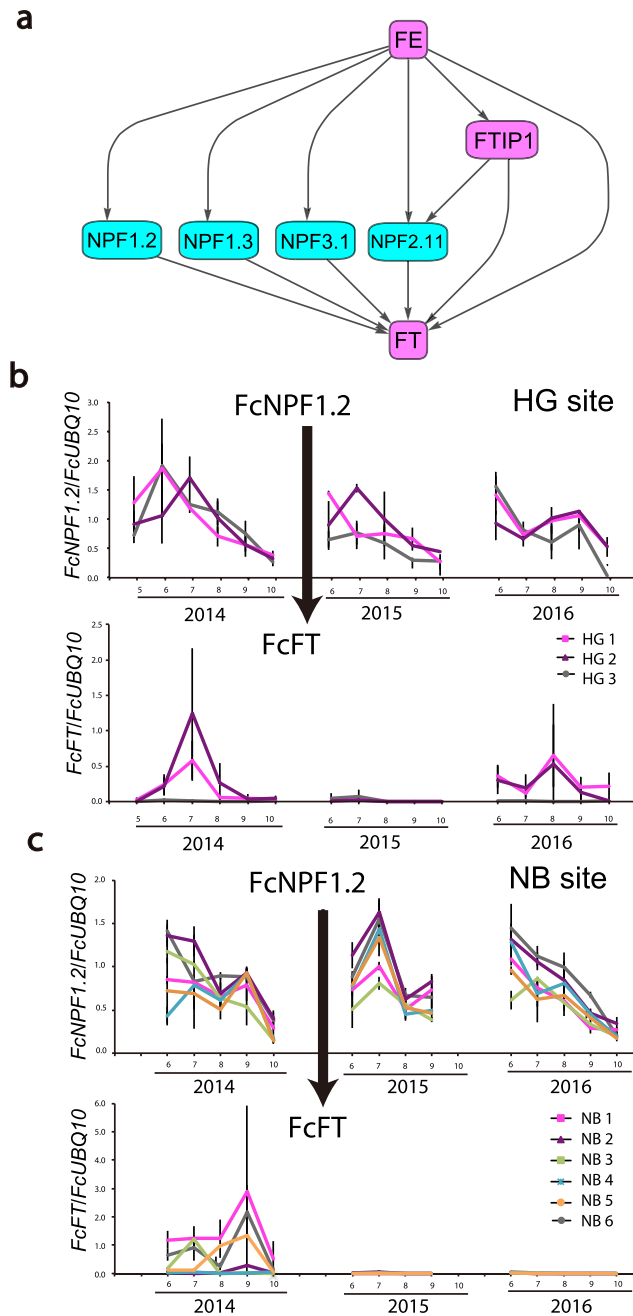 a
FE
FTIP1
NPF1.2 NPF1.3 NPF3.1 NPF2.11
FT
b
FcNPF1.2 HG site
FcNPF1.2/FcUBQ10
3.0
2.5
2.0
1.5
1.0
0.5
0.0
5 6 7 8 9 10 6 7 8 9 10 6 7 8 9 10
2014 2015 2016
FcFT
FcFT/FcUBQ10
2.5
2.0
1.5
1.0
0.5
0.0
HG 1
HG 2
HG 3
5 6 7 8 9 10 6 7 8 9 10 6 7 8 9 10
2014 2015 2016
c
FcNPF1.2 NB site
FcNPF1.2/FcUBQ10
2.0
1.5
1.0
0.5
0.0
6 7 8 9 10 6 7 8 9 10 6 7 8 9 10
2014 2015 2016
FcFT
FcFT/FcUBQ10
6.0
5.0
4.0
3.0
2.0
1.0
0.0
NB 1
NB 2
NB 3
NB 4
NB 5
NB 6
6 7 8 9 10 6 7 8 9 10 6 7 8 9 10
2014 2015 2016